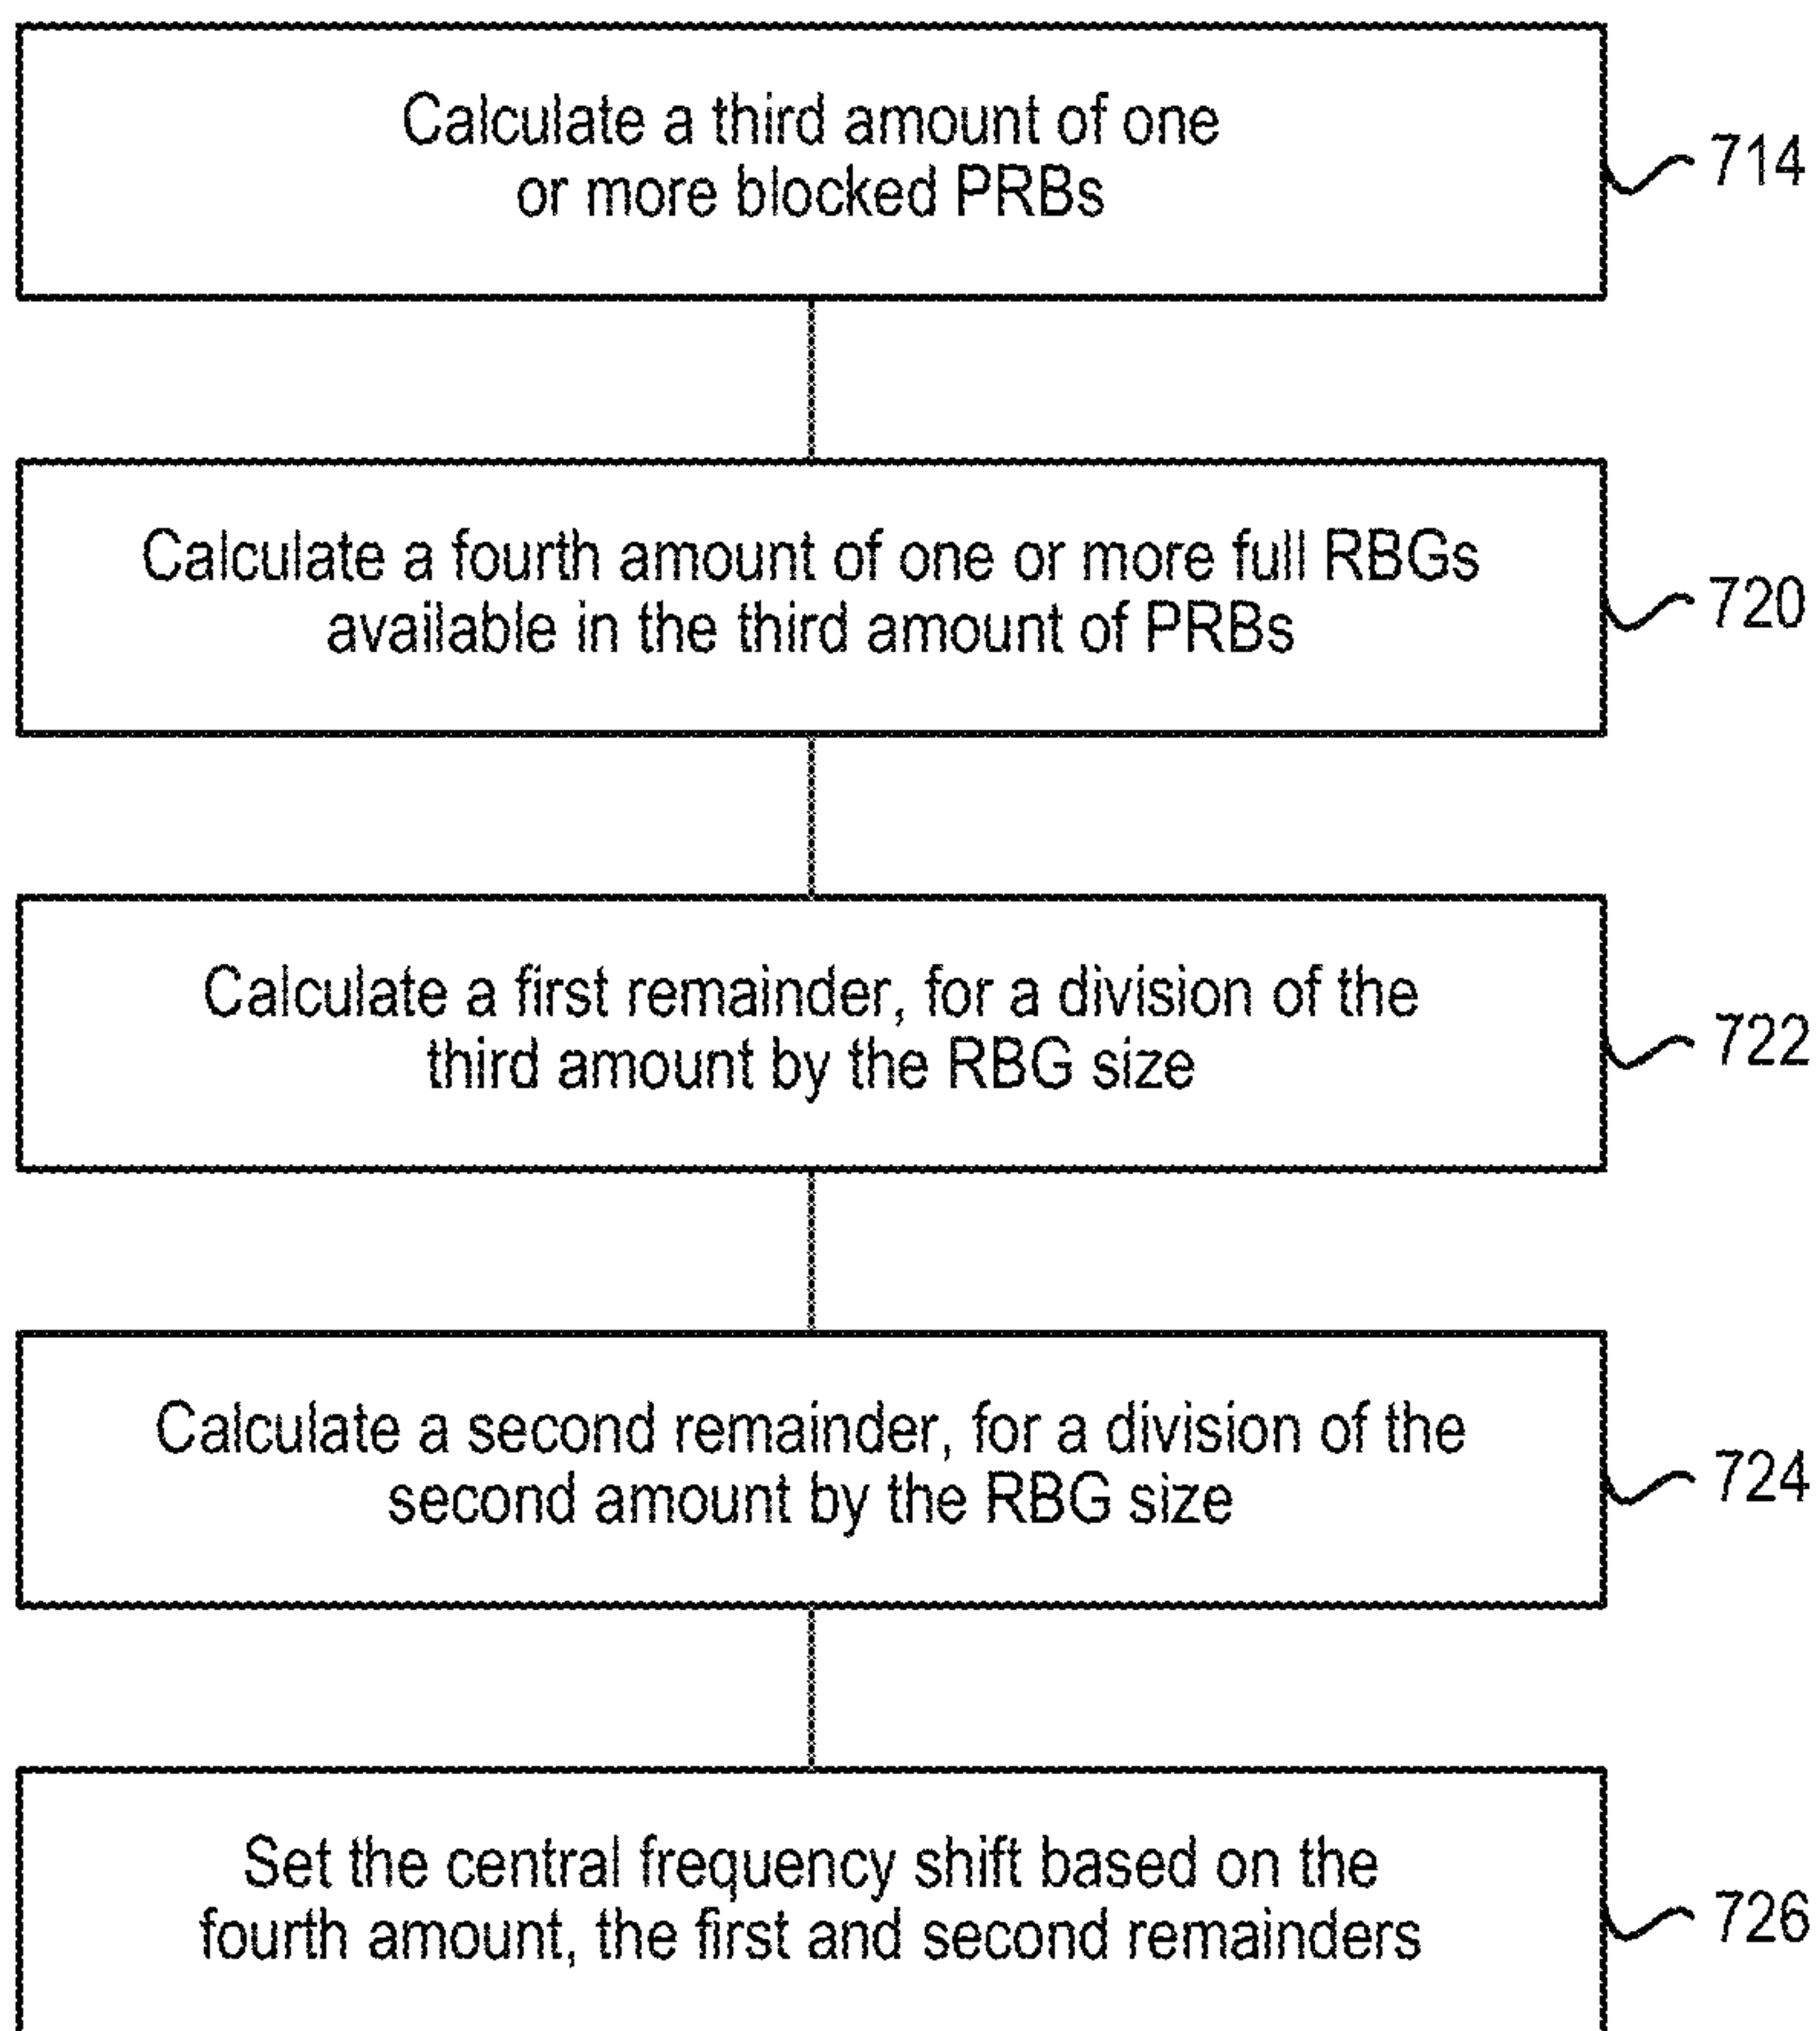 Calculate a third amount of one
or more blocked PRBs
714
Calculate a fourth amount of one or more full RBGs
available in the third amount of PRBs
720
Calculate a first remainder, for a division of the
third amount by the RBG size
722
Calculate a second remainder, for a division of the
second amount by the RBG size
724
Set the central frequency shift based on the
fourth amount, the first and second remainders
726